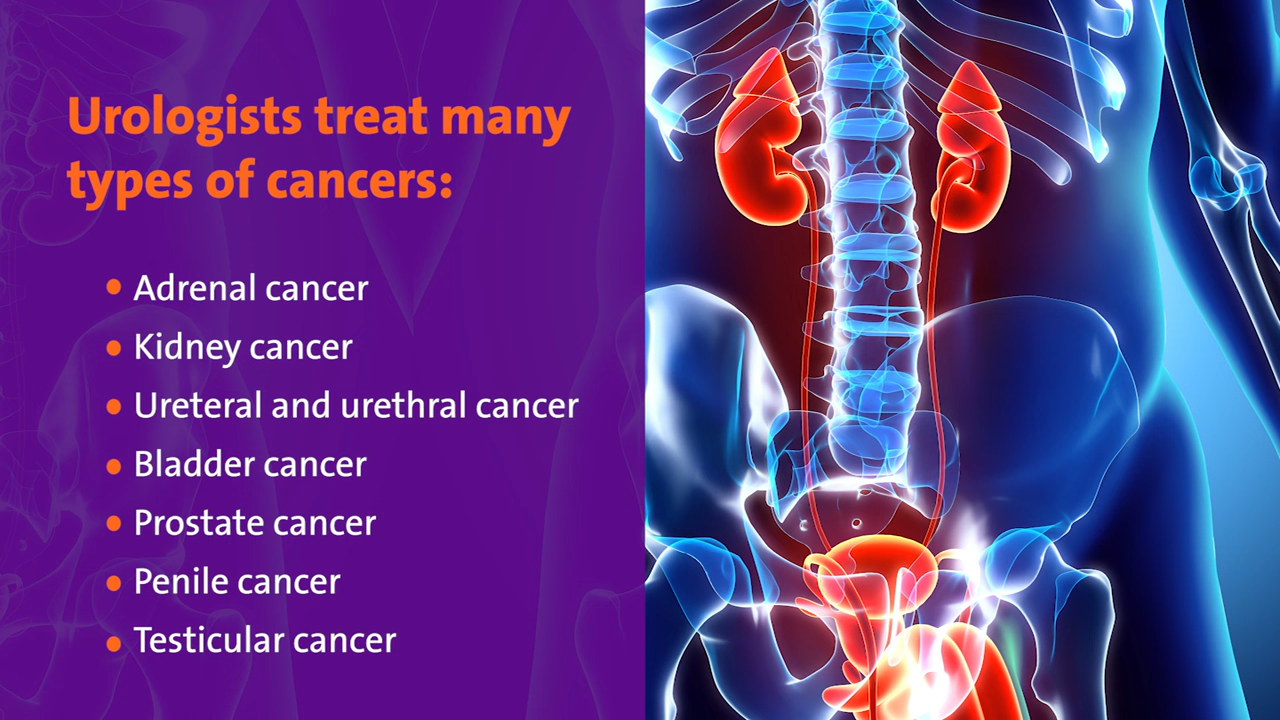 Urologists treat many
types of cancers:
• Adrenal cancer
• Kidney cancer
• Ureteral and urethral cancer
• Bladder cancer
• Prostate cancer
• Penile cancer
• Testicular cancer